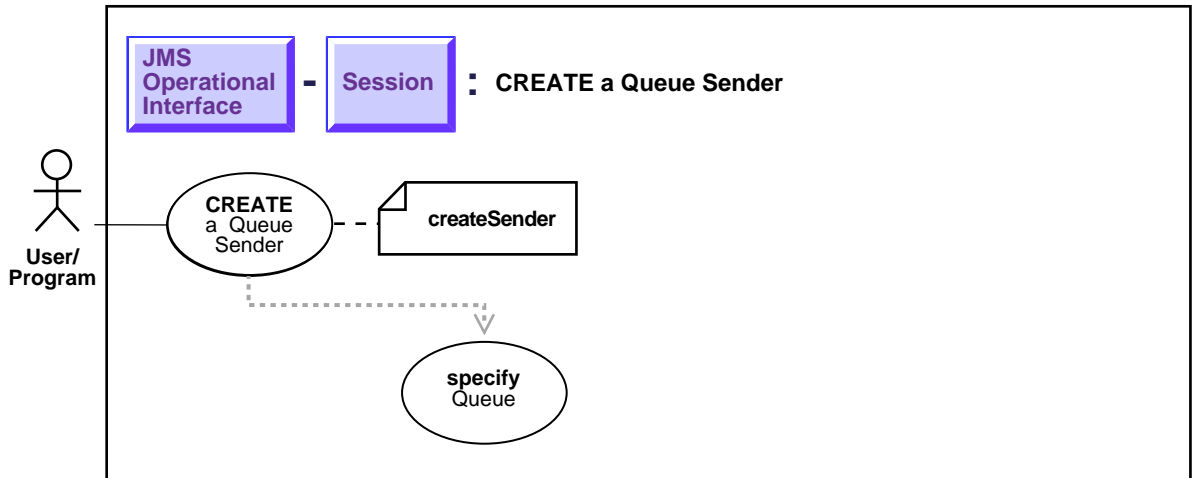 JMS
Operational
Interface
-
Session
:
CREATE a Queue Sender
CREATE
a Queue
Sender
createSender
User/
Program
specify
Queue